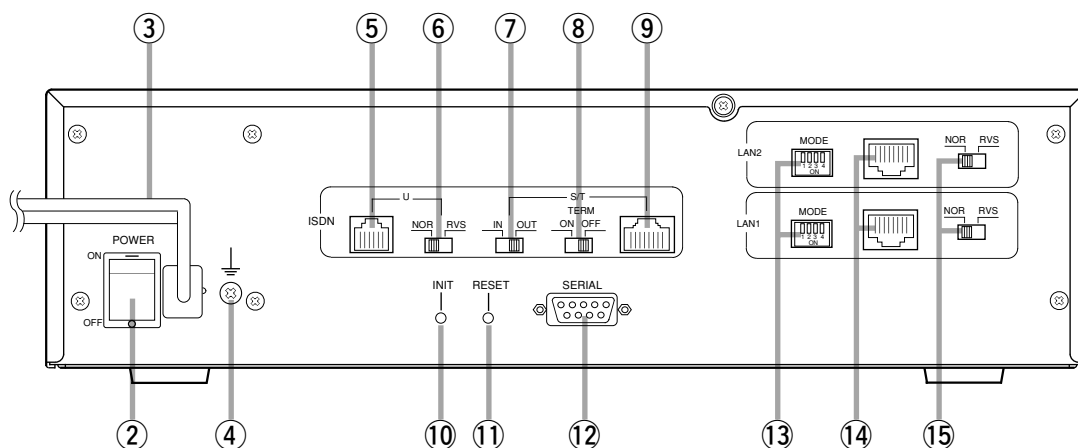 ③ ⑤ ⑥ ⑦ ⑧ ⑨
MODE
NOR RVS
LAN2
1 2 3 4
ON
U
S/T
TERM
ISDN
NOR RVS
IN OUT
ON OFF
MODE
NOR RVS
LAN1
1 2 3 4
ON
POWER
ON
OFF
INIT RESET
SERIAL
② ④ ⑩ ⑪ ⑫ ⑬ ⑭ ⑮